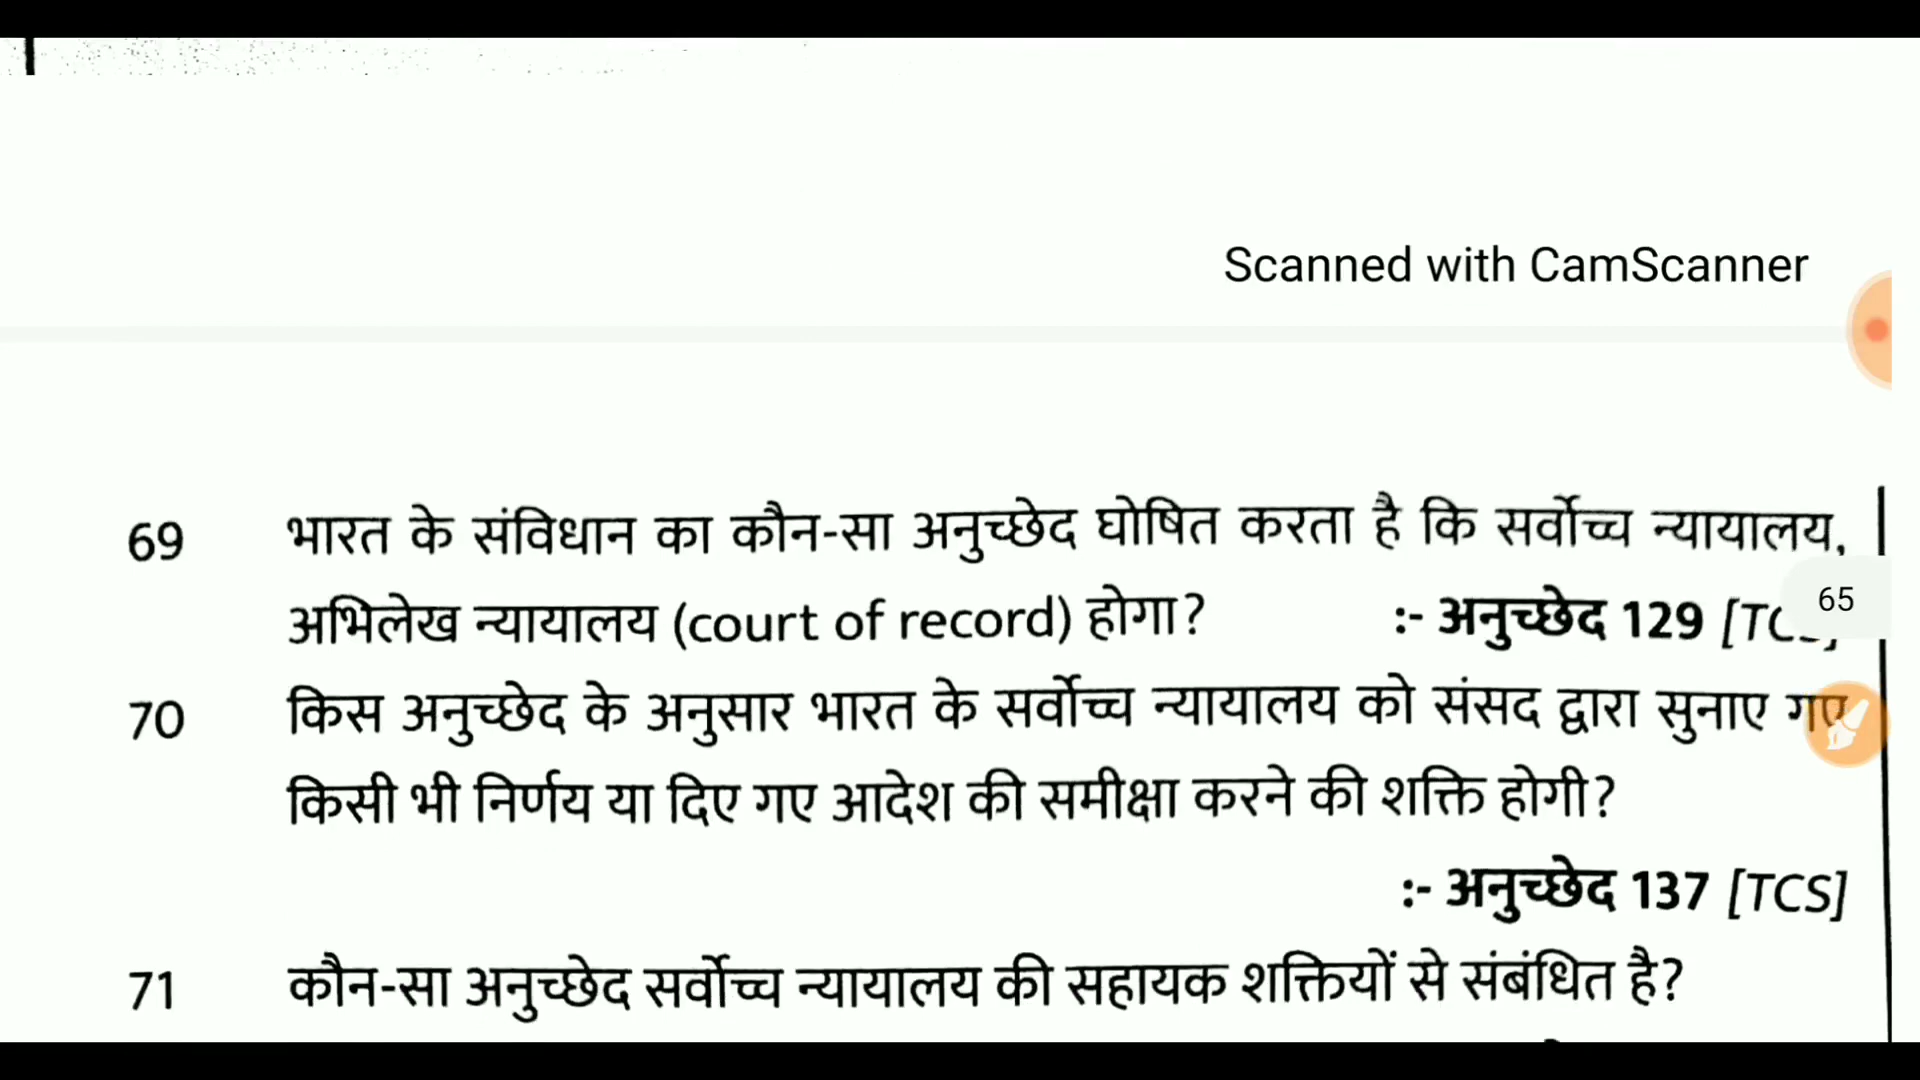 Scanned with CamScanner
69 भारत के संविधान का कौन-सा अनुच्छेद घोषित करता है कि सर्वोच्च न्यायालय,
अभिलेख न्यायालय (court of record) होगा? :- अनुच्छेद 129
65
70 किस अनुच्छेद के अनुसार भारत के सर्वोच्च न्यायालय को संसद द्वारा सुनाए गए
किसी भी निर्णय या दिए गए आदेश की समीक्षा करने की शक्ति होगी?
:- अनुच्छेद 137 [TCS]
71 कौन-सा अनुच्छेद सर्वोच्च न्यायालय की सहायक शक्तियों से संबंधित है?